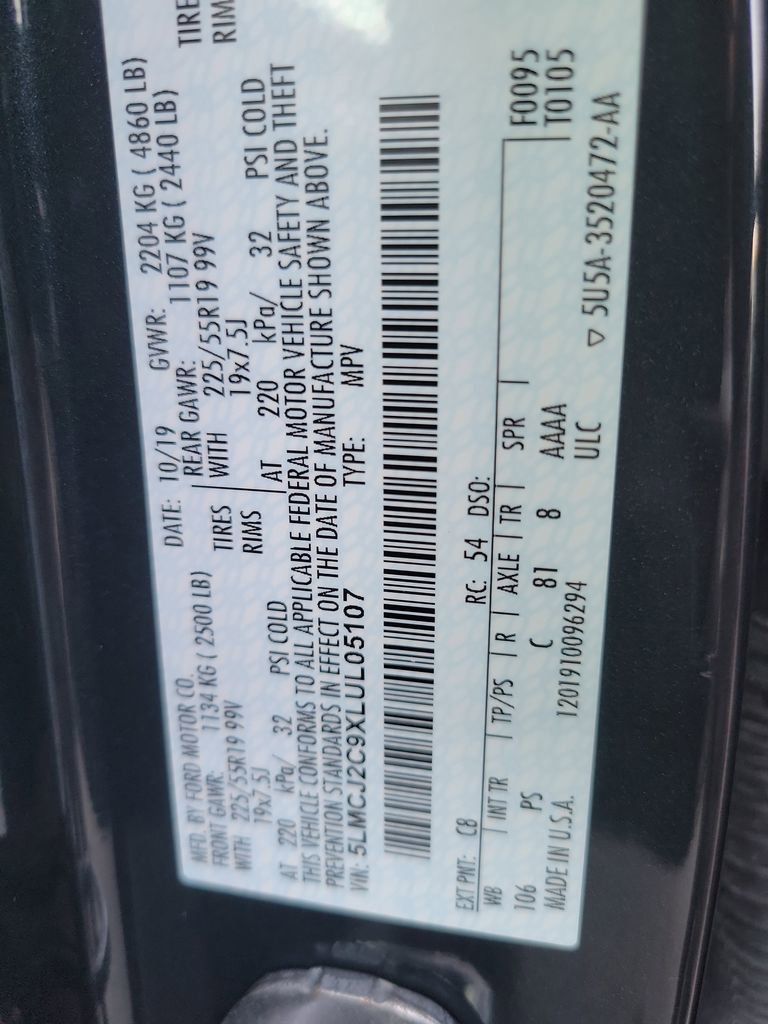 MFD. BY FORD MOTOR CO.
DATE: 10/19 GVWR: 2204 KG ( 4860 LB)
FRONT GAWR: 1134 KG ( 2500 LB)
REAR GAWR: 1107 KG ( 2440 LB)
WITH 225/55R19 99V TIRES
WITH 225/55R19 99V TIRE
19x7.5J RIMS
19x7.5J RIM
AT 220 kPa/ 32 PSI COLD
AT 220 kPa/ 32 PSI COLD
THIS VEHICLE CONFORMS TO ALL APPLICABLE FEDERAL MOTOR VEHICLE SAFETY AND THEFT
PREVENTION STANDARDS IN EFFECT ON THE DATE OF MANUFACTURE SHOWN ABOVE.
VIN: 5LMCJ2C9XLUL05107 TYPE: MPV
EXT PNT: C8 RC: 54 DSO:
WB | INT TR | TP/PS | R | AXLE | TR | SPR | F0095
106 PS C 81 8 AAAA T0105
MADE IN U.S.A. 1201910096294 ULC
▽ 5U5A-3520472-AA